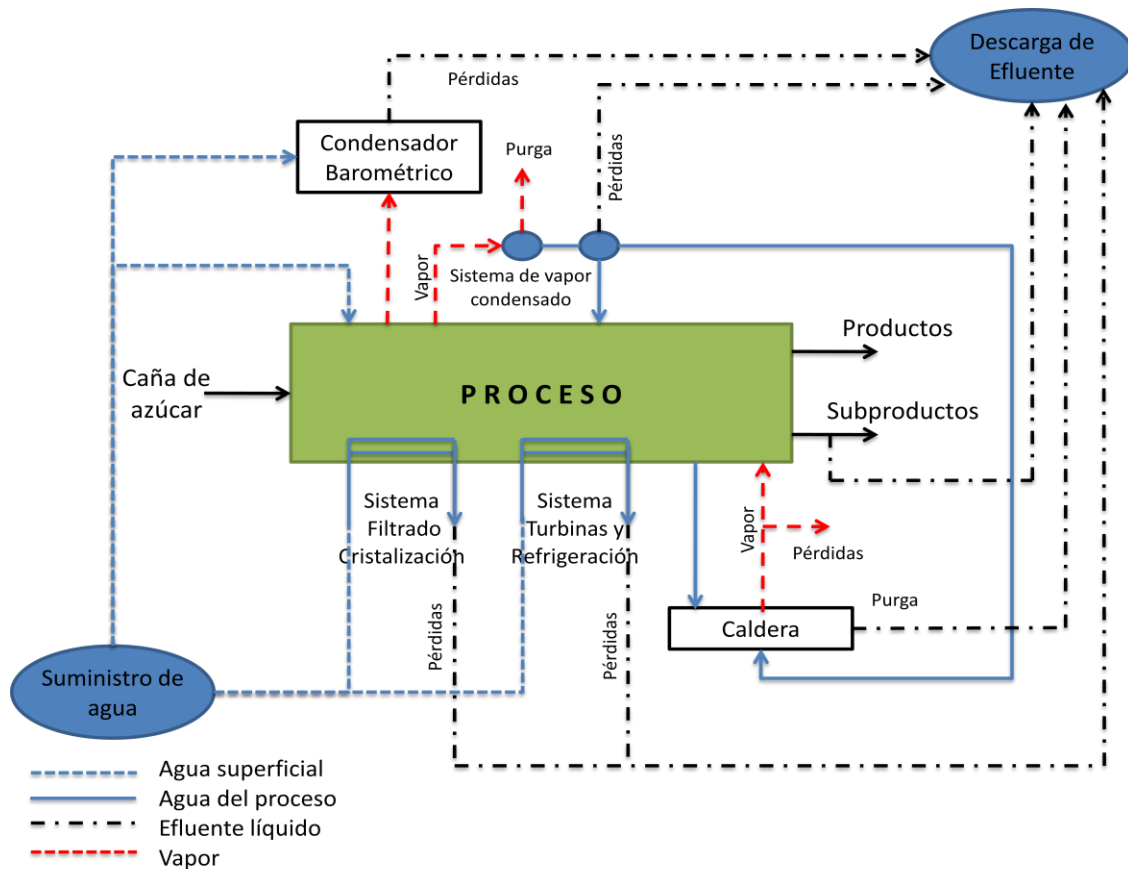 Descarga de
Efluente
Pérdidas
Condensador
Barométrico
Purga
Pérdidas
Vapor
Sistema de vapor
condensado
Productos
Caña de
azúcar
PROCESO
Subproductos
Sistema
Filtrado
Cristalización
Sistema
Turbinas y
Refrigeración
Vapor
Pérdidas
Purga
Pérdidas
Pérdidas
Caldera
Suministro de
agua
Agua superficial
Agua del proceso
Efluente líquido
Vapor